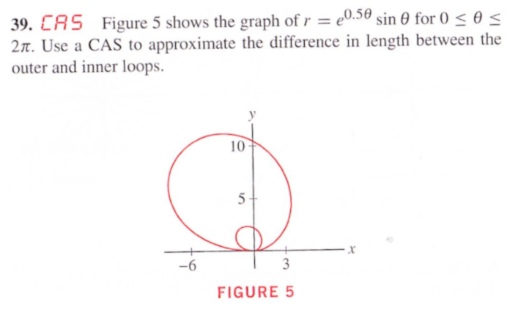 39. CAS Figure 5 shows the graph of r = e^0.5θ sin θ for 0 ≤ θ ≤
2π. Use a CAS to approximate the difference in length between the
outer and inner loops.
y
10
5
x
-6
3
FIGURE 5